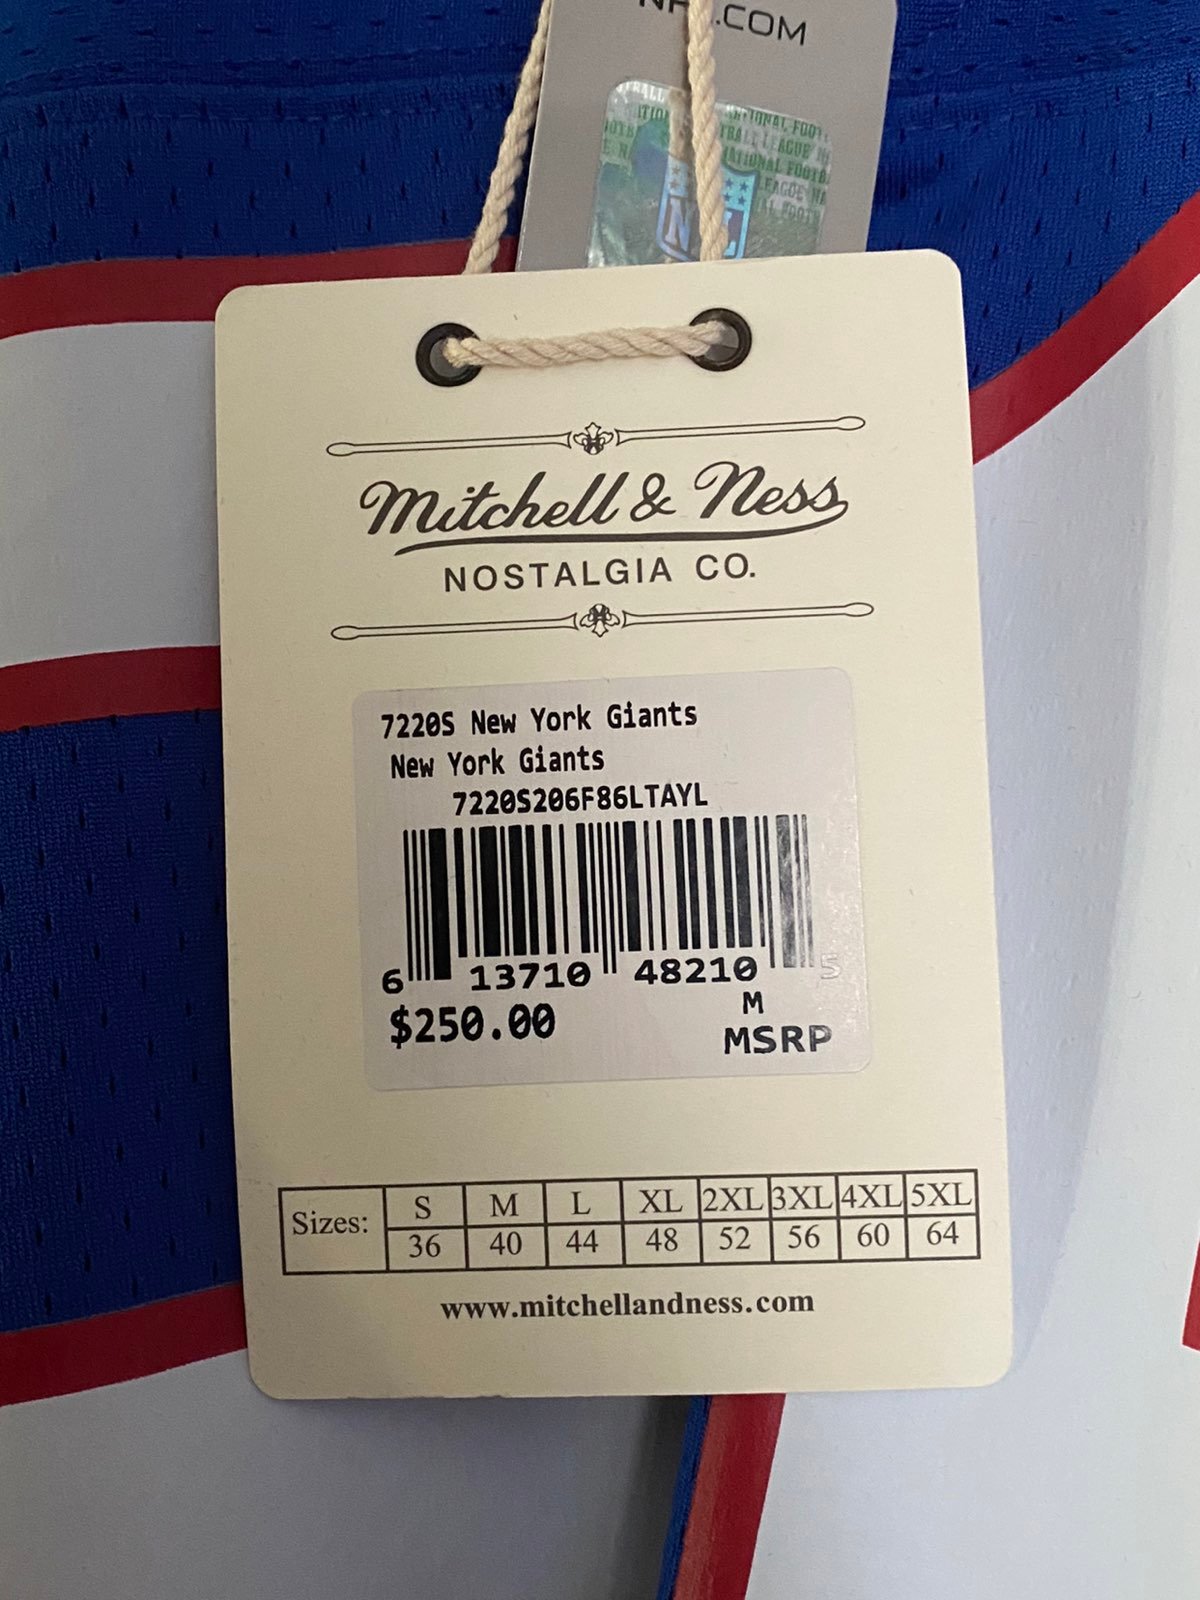 .COM
Mitchell & Ness
NOSTALGIA CO.
7220S New York Giants
New York Giants
7220S206F86LTAYL
6 13710 48210 5
$250.00 M
MSRP
Sizes: S M L XL 2XL 3XL 4XL 5XL
36 40 44 48 52 56 60 64
www.mitchellandness.com